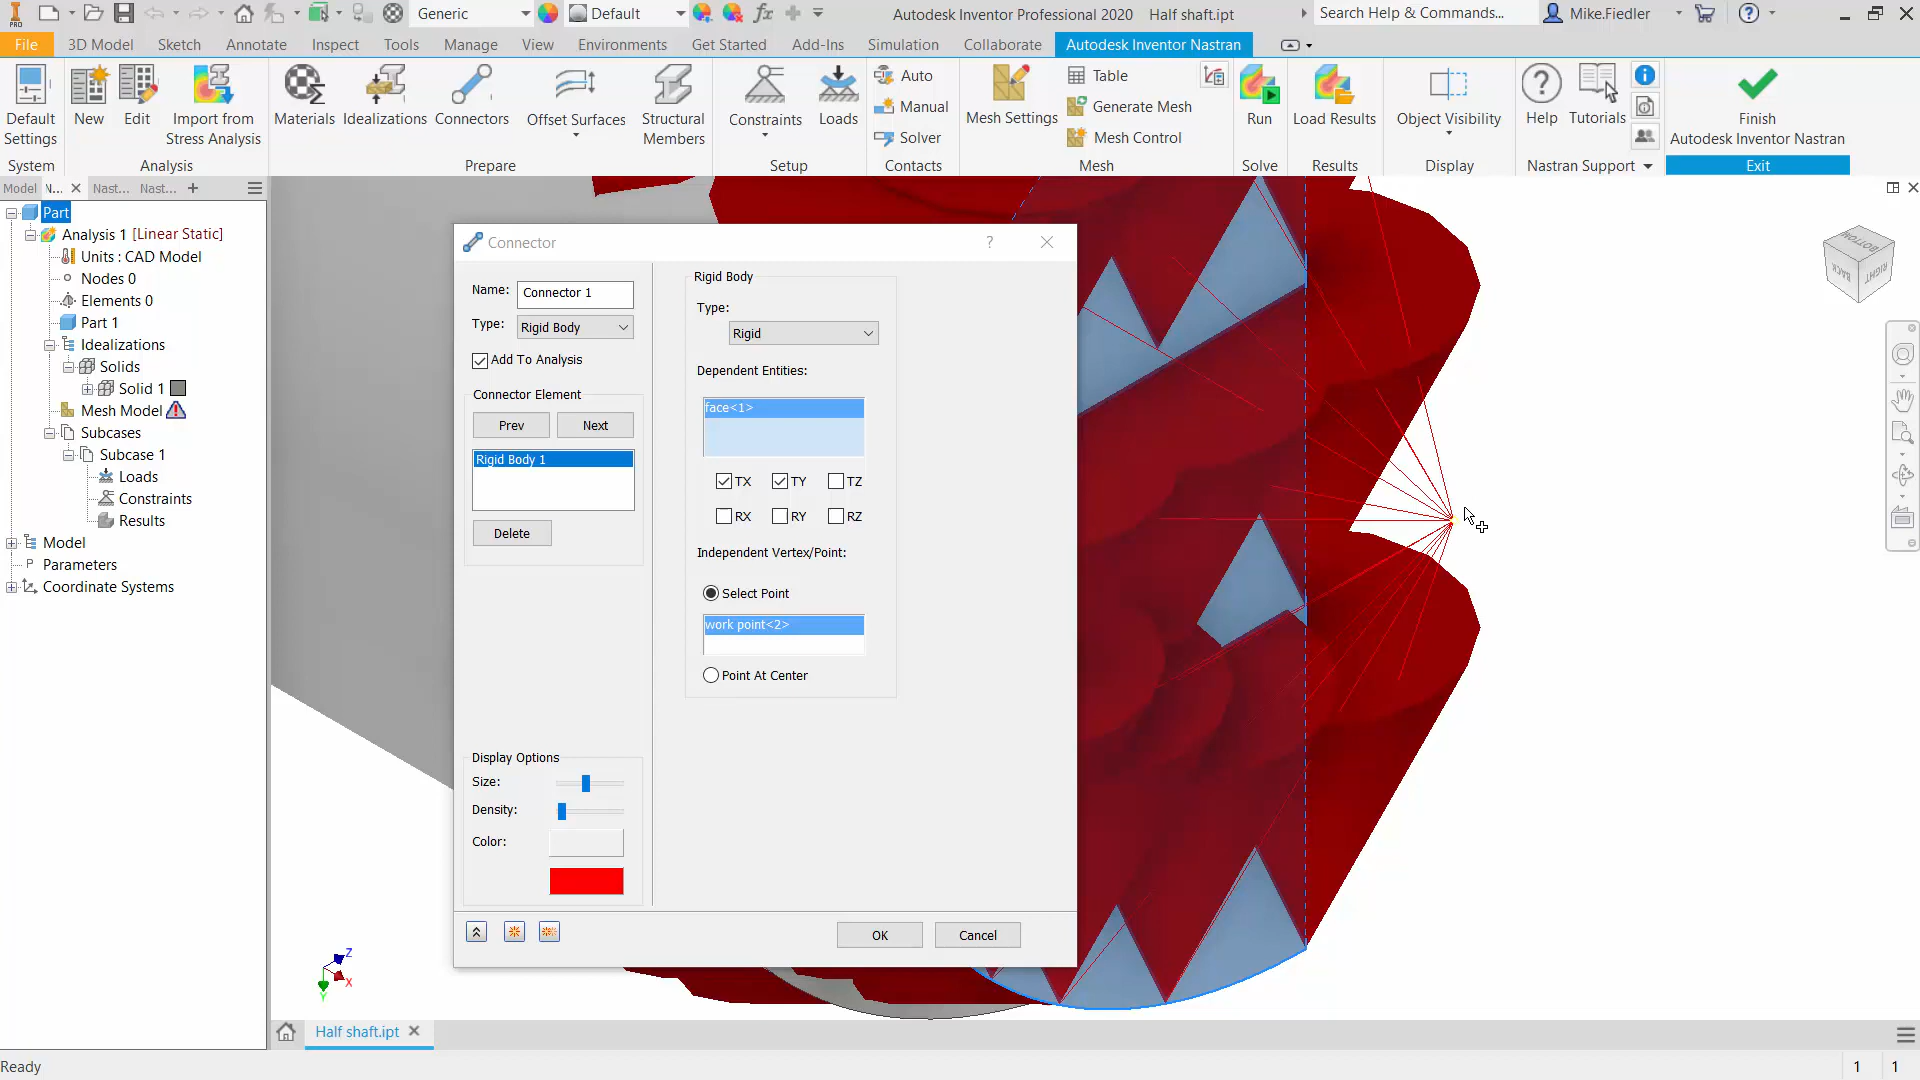 PRO
Generic
Default
fx
Autodesk Inventor Professional 2020 Half shaft.ipt
Search Help & Commands...
Mike.Fiedler
File
3D Model
Sketch
Annotate
Inspect
Tools
Manage
View
Environments
Get Started
Add-Ins
Simulation
Collaborate
Autodesk Inventor Nastran
Default
Settings
New
Edit
Import from
Stress Analysis
Materials
Idealizations
Connectors
Offset Surfaces
Structural
Members
Constraints
Loads
Auto
Manual
Solver
Mesh Settings
Table
Generate Mesh
Mesh Control
Run
Load Results
Object Visibility
Help
Tutorials
Finish
Autodesk Inventor Nastran
System
Analysis
Prepare
Setup
Contacts
Mesh
Solve
Results
Display
Nastran Support
Exit
Model
N...
Nast...
Nast...
Part
Analysis 1 [Linear Static]
Units : CAD Model
Nodes 0
Elements 0
Part 1
Idealizations
Solids
Solid 1
Mesh Model
Subcases
Subcase 1
Loads
Constraints
Results
Model
Parameters
Coordinate Systems
Connector
?
Name:
Connector 1
Type:
Rigid Body
Add To Analysis
Connector Element
Prev
Next
Rigid Body 1
Delete
Display Options
Size:
Density:
Color:
Rigid Body
Type:
Rigid
Dependent Entities:
face<1>
TX
TY
TZ
RX
RY
RZ
Independent Vertex/Point:
Select Point
work point<2>
Point At Center
OK
Cancel
BOTTOM
BACK
RIGHT
Z
X
Y
Half shaft.ipt
Ready
1
1